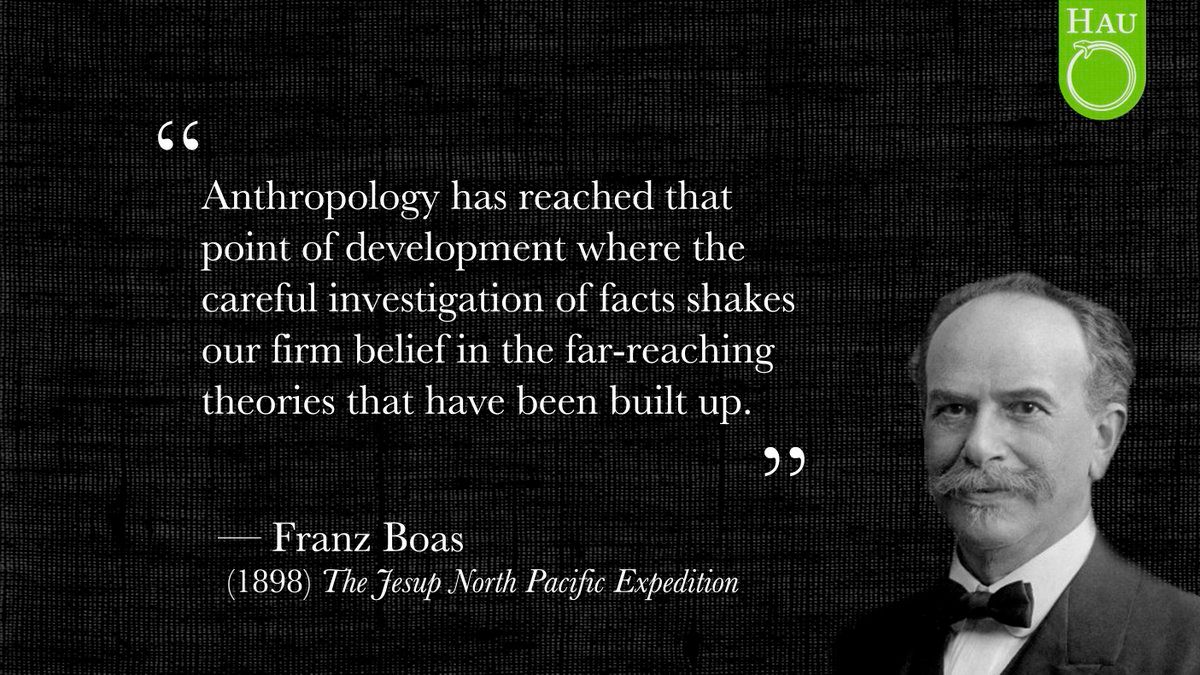 HAU
“
Anthropology has reached that
point of development where the
careful investigation of facts shakes
our firm belief in the far-reaching
theories that have been built up.
”
— Franz Boas
(1898) The Jesup North Pacific Expedition